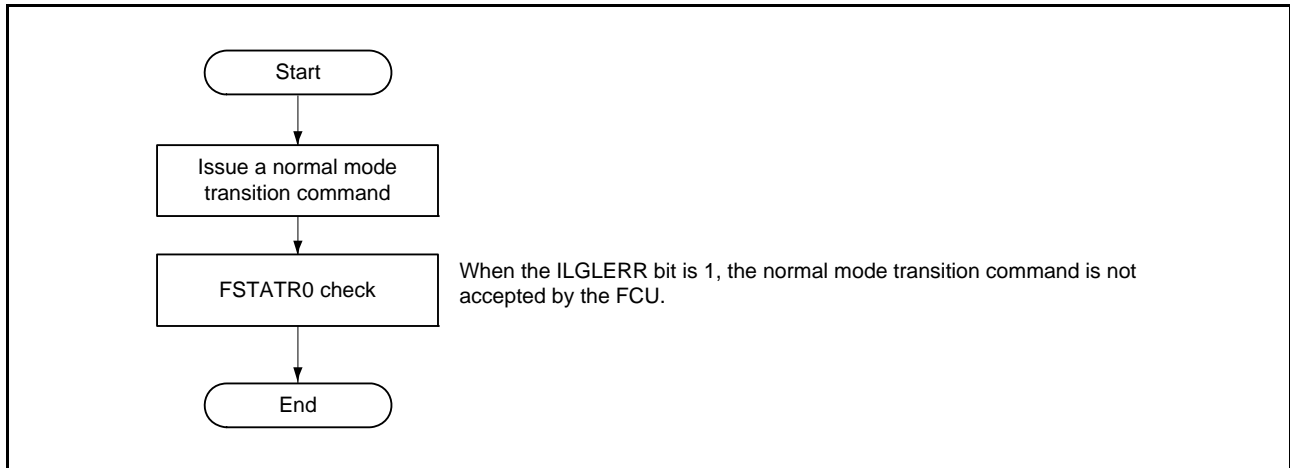 Start
Issue a normal mode
transition command
FSTATR0 check
When the ILGLERR bit is 1, the normal mode transition command is not
accepted by the FCU.
End